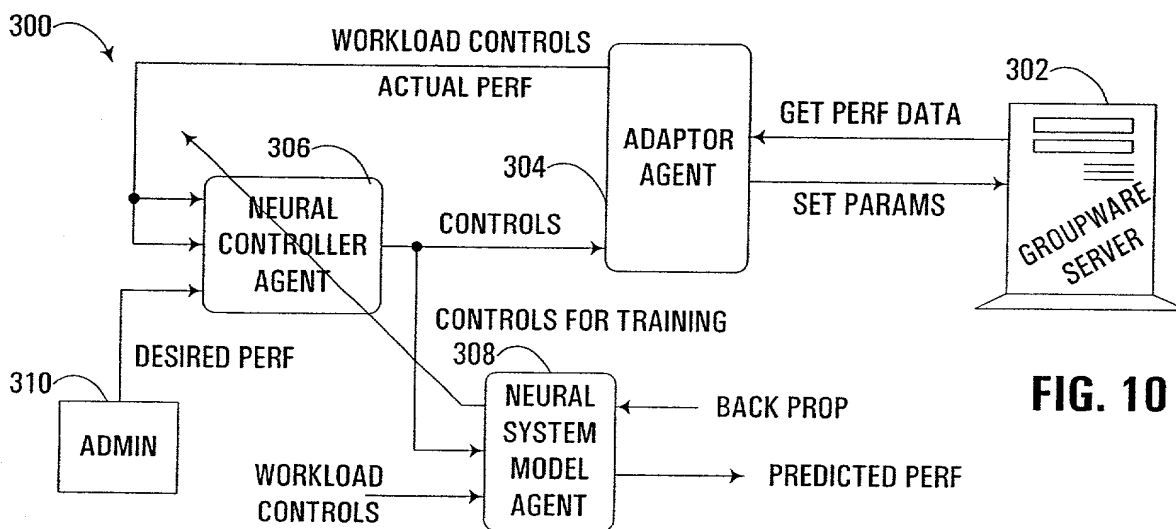 300
WORKLOAD CONTROLS
ACTUAL PERF
302
GET PERF DATA
ADAPTOR
AGENT
304
306
SET PARAMS
NEURAL
CONTROLLER
AGENT
CONTROLS
GROUPWARE
SERVER
CONTROLS FOR TRAINING
DESIRED PERF
308
310
ADMIN
NEURAL
SYSTEM
MODEL
AGENT
BACK PROP
FIG. 10
WORKLOAD
CONTROLS
PREDICTED PERF